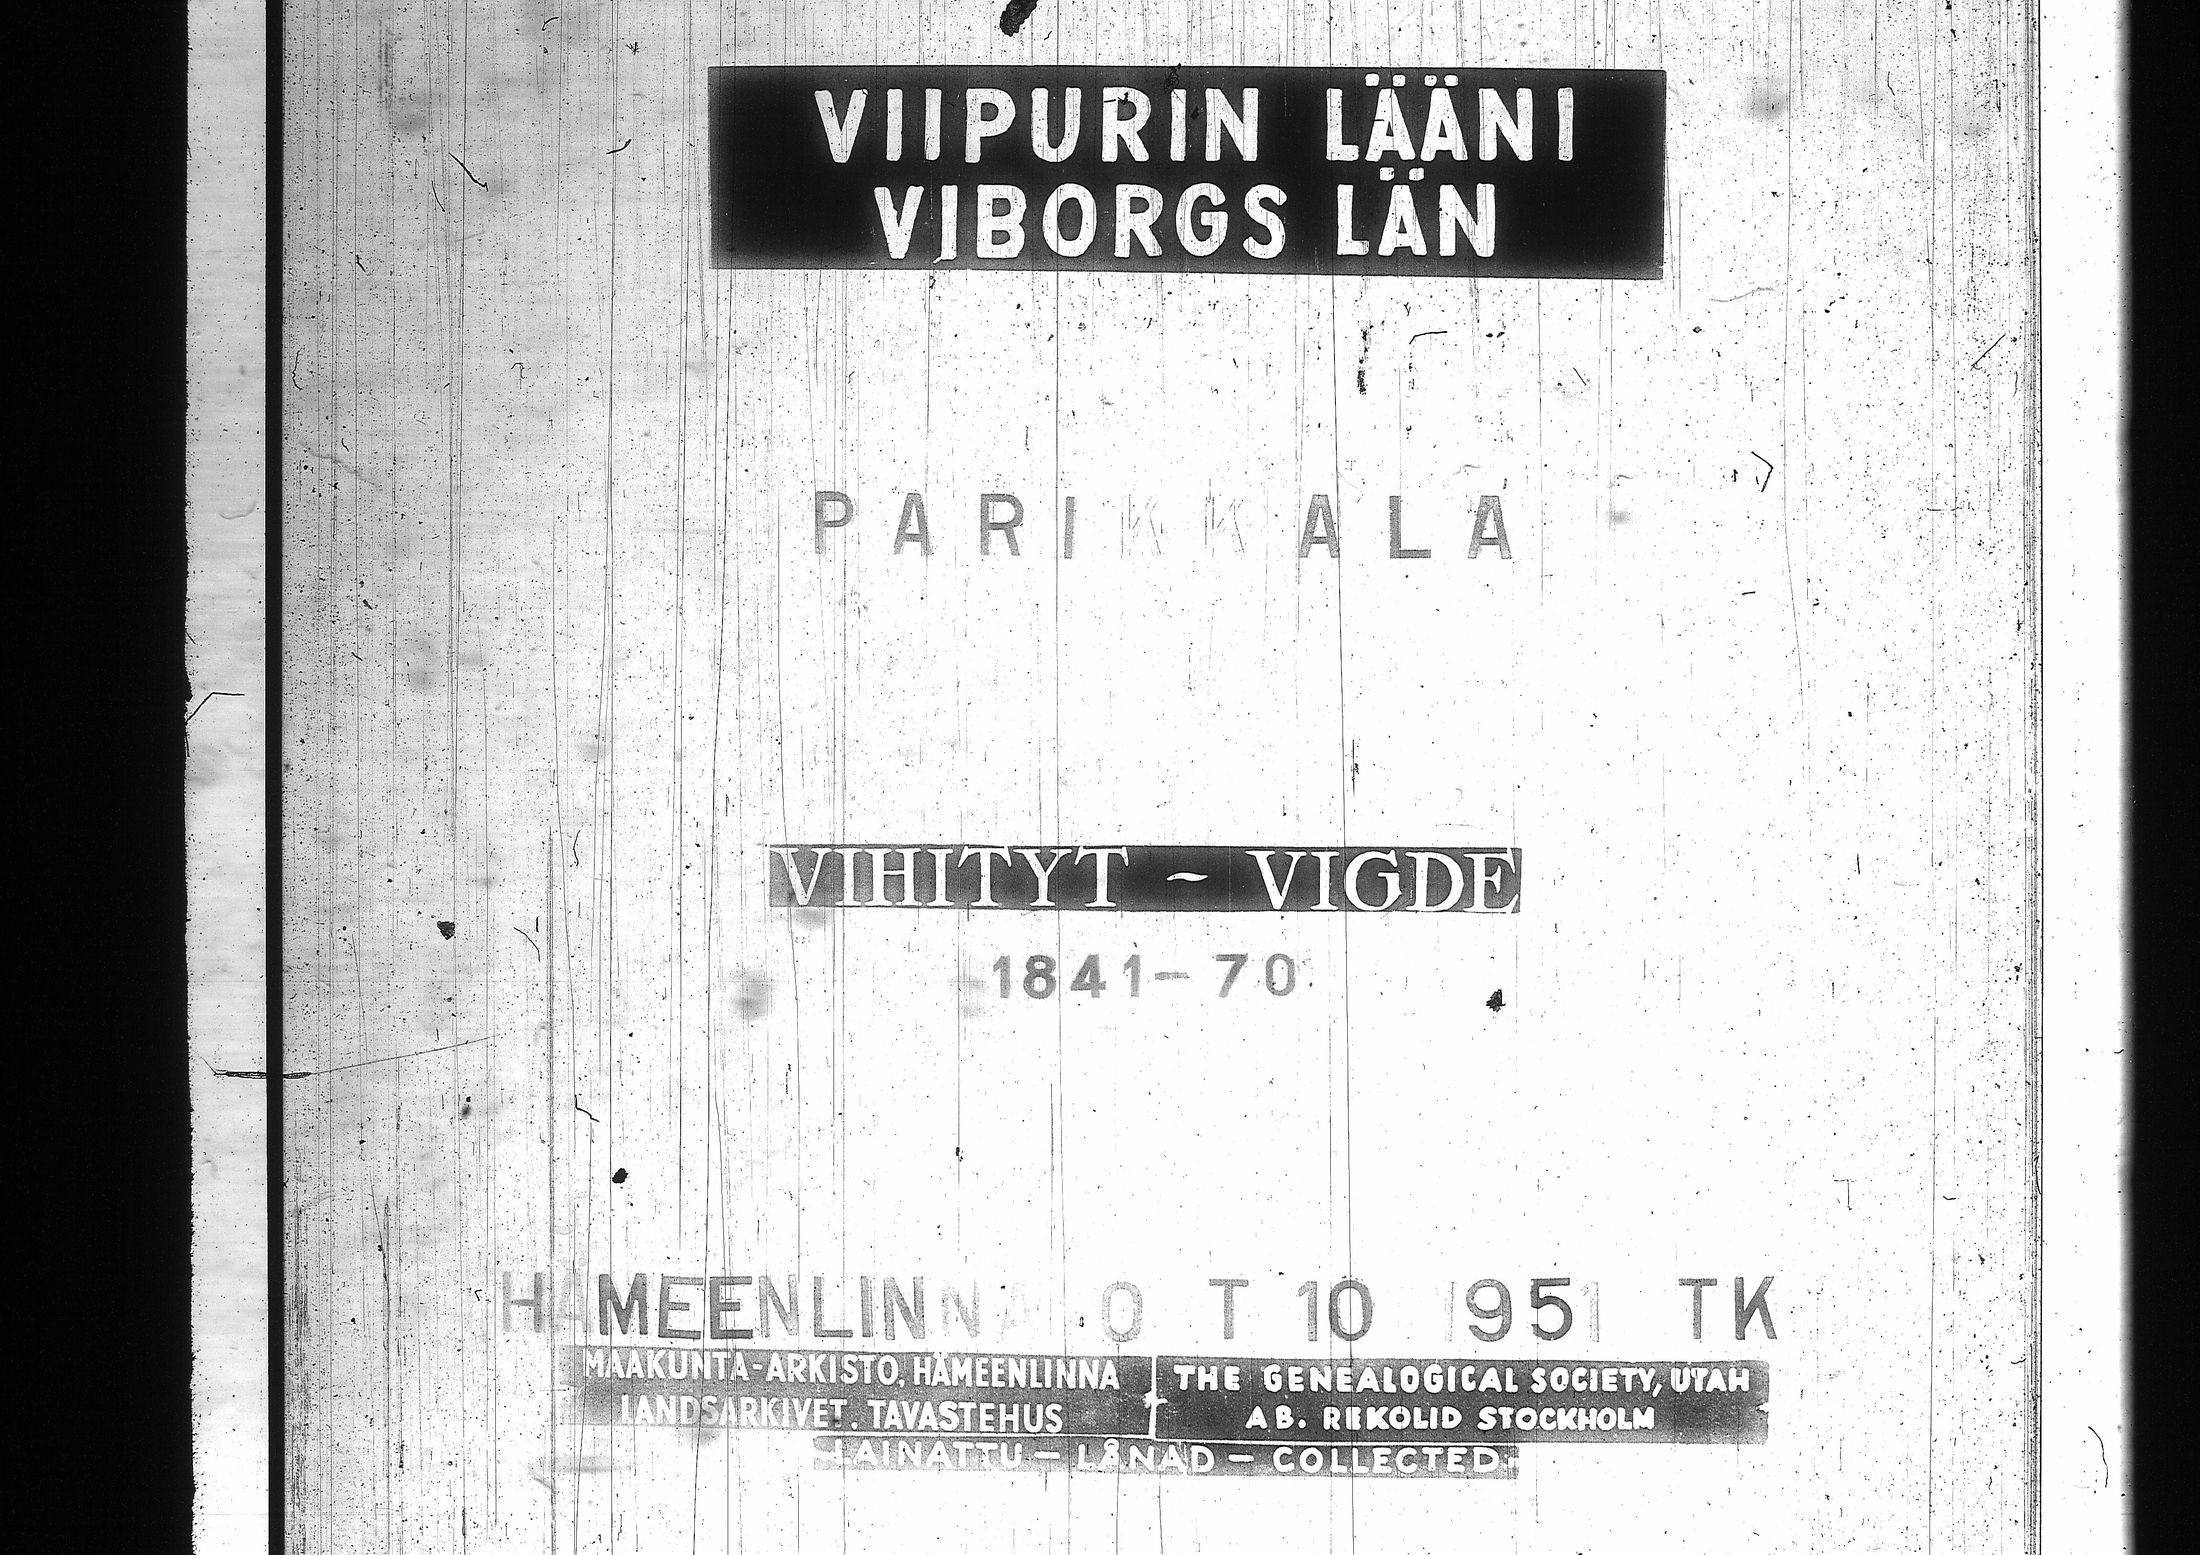 VIIPURIN LÄÄNI
VIBORGS LÄN
PARIKKALA
VIHITYT - VIGDE
1841-70
HÄMEENLINNA O T 10 1951 TK
MAAKUNTA-ARKISTO, HÄMEENLINNA
LANDSARKIVET. TAVASTEHUS
THE GENEALOGICAL SOCIETY, UTAH
AB. REKOLID STOCKHOLM
LAINATTU - LÅNAD - COLLECTED